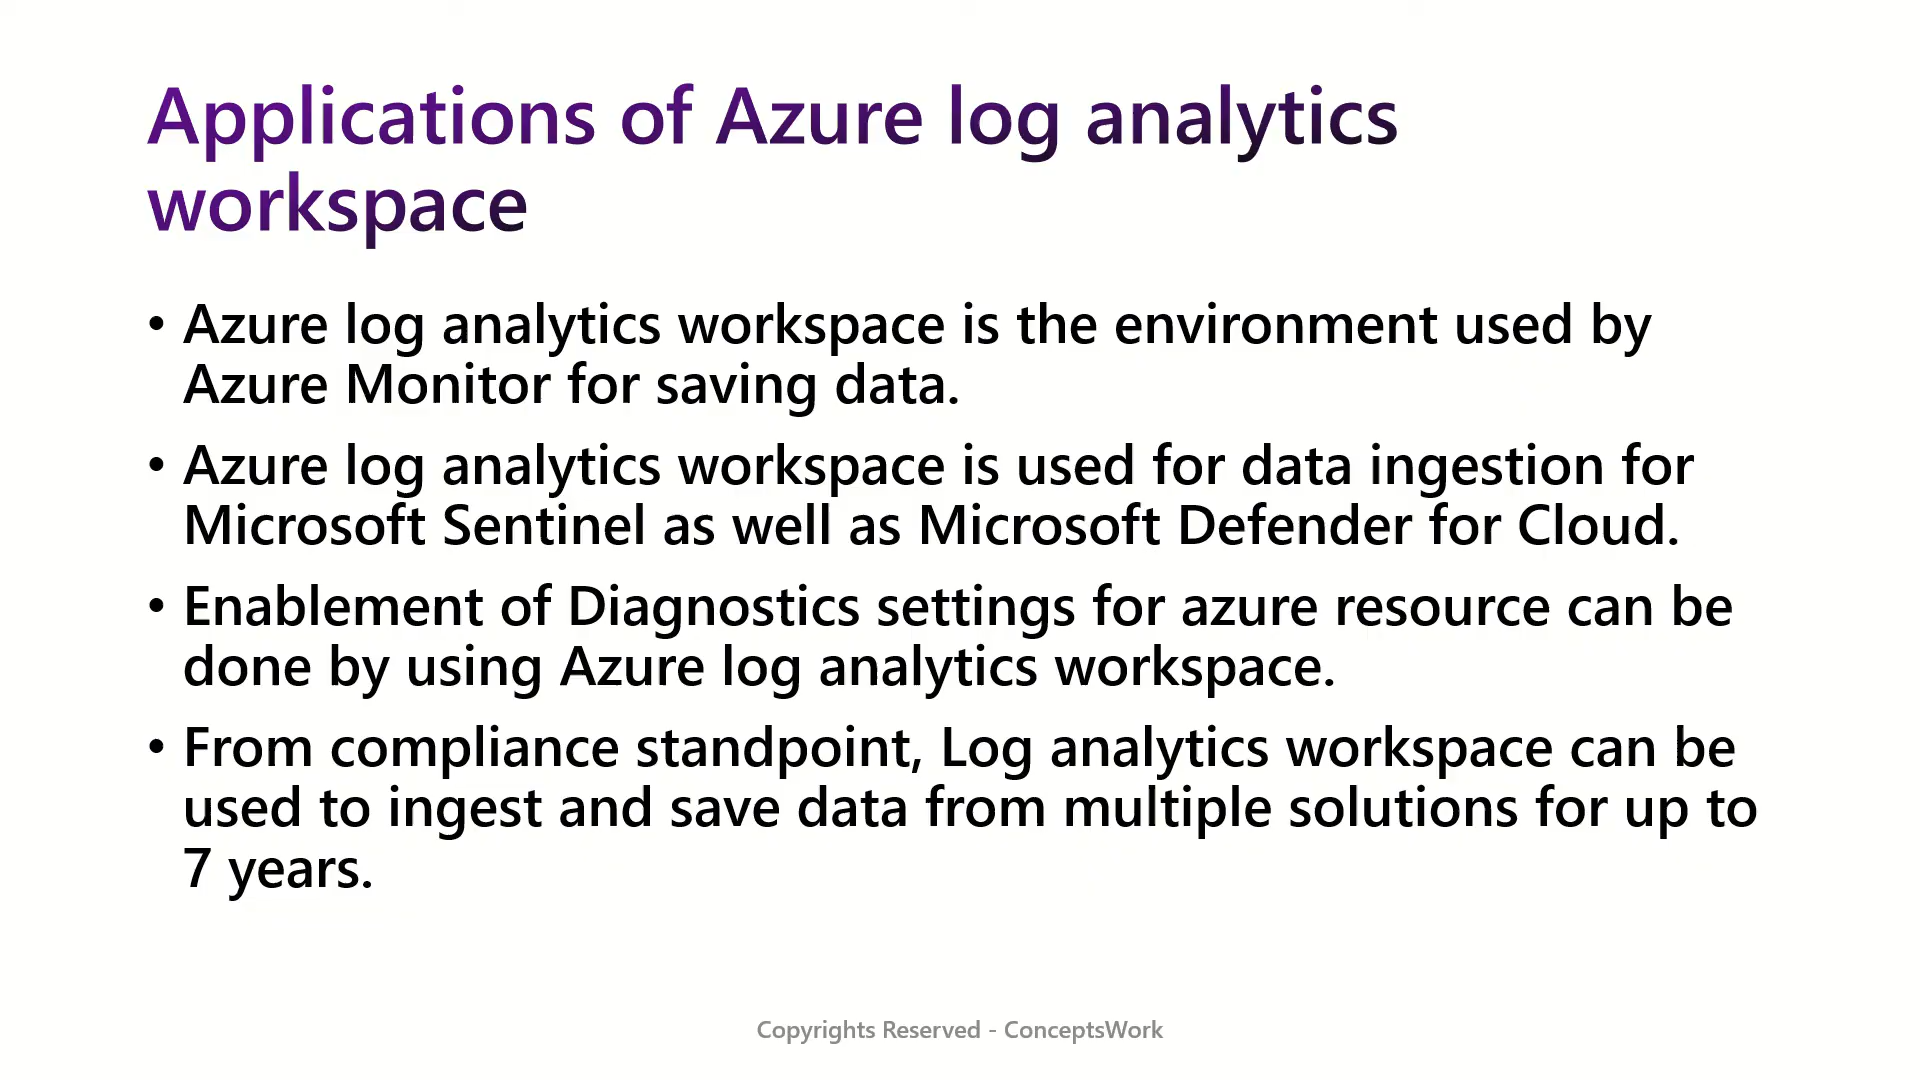 Applications of Azure log analytics
workspace
• Azure log analytics workspace is the environment used by
Azure Monitor for saving data.
• Azure log analytics workspace is used for data ingestion for
Microsoft Sentinel as well as Microsoft Defender for Cloud.
• Enablement of Diagnostics settings for azure resource can be
done by using Azure log analytics workspace.
• From compliance standpoint, Log analytics workspace can be
used to ingest and save data from multiple solutions for up to
7 years.
Copyrights Reserved - ConceptsWork